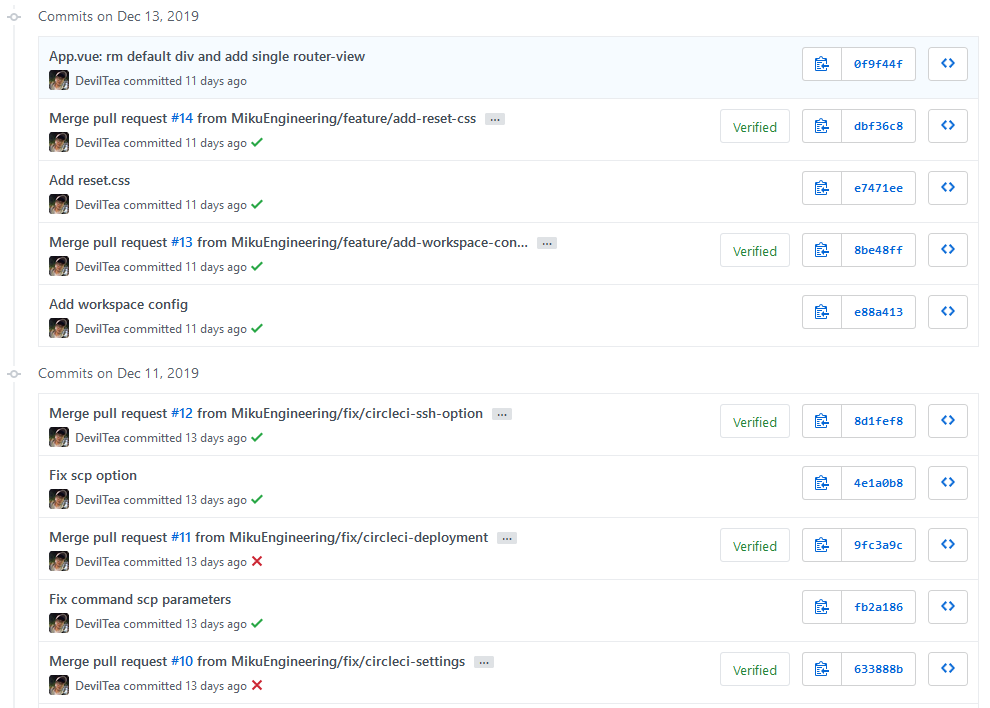 Commits on Dec 13, 2019
App.vue: rm default div and add single router-view
DevilTea committed 11 days ago
0f9f44f
Merge pull request #14 from MikuEngineering/feature/add-reset-css ...
DevilTea committed 11 days ago
Verified
dbf36c8
Add reset.css
DevilTea committed 11 days ago
e7471ee
Merge pull request #13 from MikuEngineering/feature/add-workspace-con... ...
DevilTea committed 11 days ago
Verified
8be48ff
Add workspace config
DevilTea committed 11 days ago
e88a413
Commits on Dec 11, 2019
Merge pull request #12 from MikuEngineering/fix/circleci-ssh-option ...
DevilTea committed 13 days ago
Verified
8d1fef8
Fix scp option
DevilTea committed 13 days ago
4e1a0b8
Merge pull request #11 from MikuEngineering/fix/circleci-deployment ...
DevilTea committed 13 days ago
Verified
9fc3a9c
Fix command scp parameters
DevilTea committed 13 days ago
fb2a186
Merge pull request #10 from MikuEngineering/fix/circleci-settings ...
DevilTea committed 13 days ago
Verified
633888b